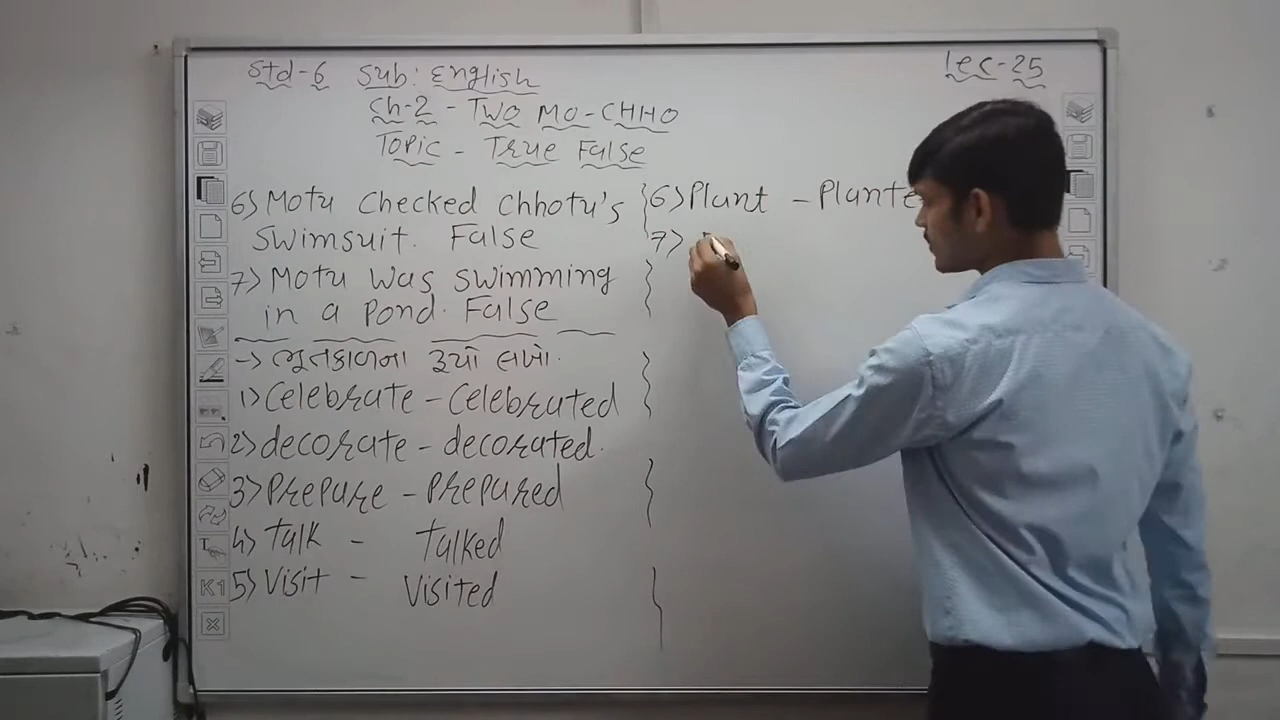 Std-6 Sub: English
lec-25
Ch-2 - TWO MO-CHHO
Topic - True False
6) Motu checked chhotu's
swimsuit. False
7) Motu was swimming
in a pond. False
→ ભુતકાળના રૂપો લખો.
1) Celebrate - Celebrated
2) decorate - decorated.
3) Prepare - Prepared
4) Talk - Talked
5) Visit - Visited
6) Plant - Plante
7)
T
K1